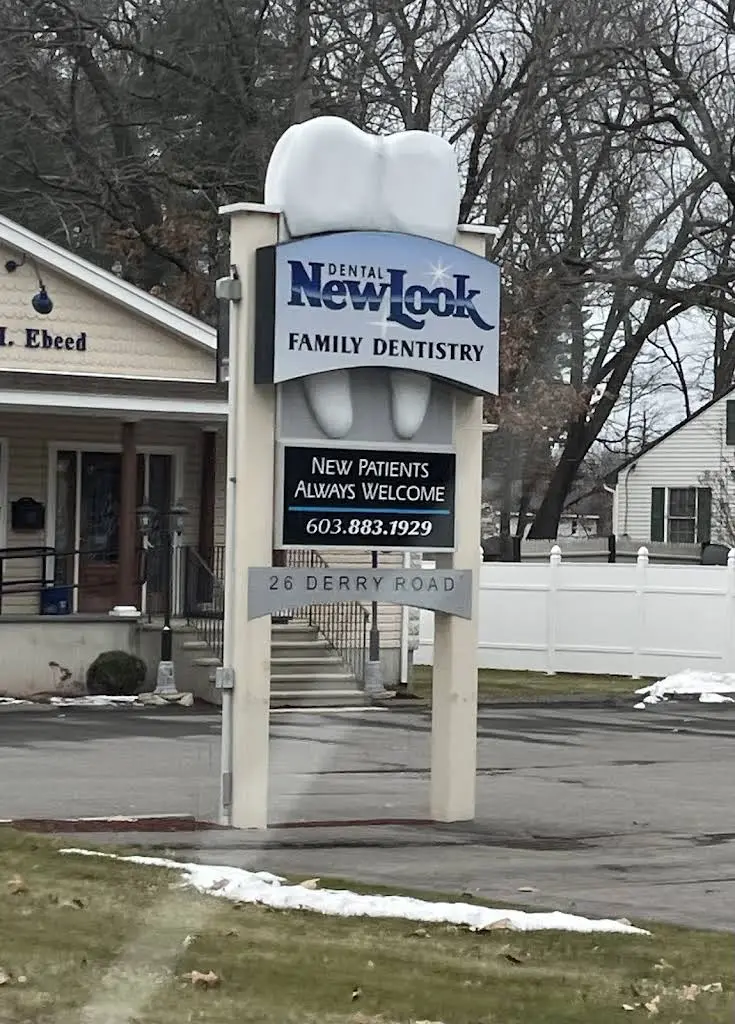 DENTAL
NewLook
FAMILY DENTISTRY
I. Ebeed
NEW PATIENTS
ALWAYS WELCOME
603.883.1929
26 DERRY ROAD